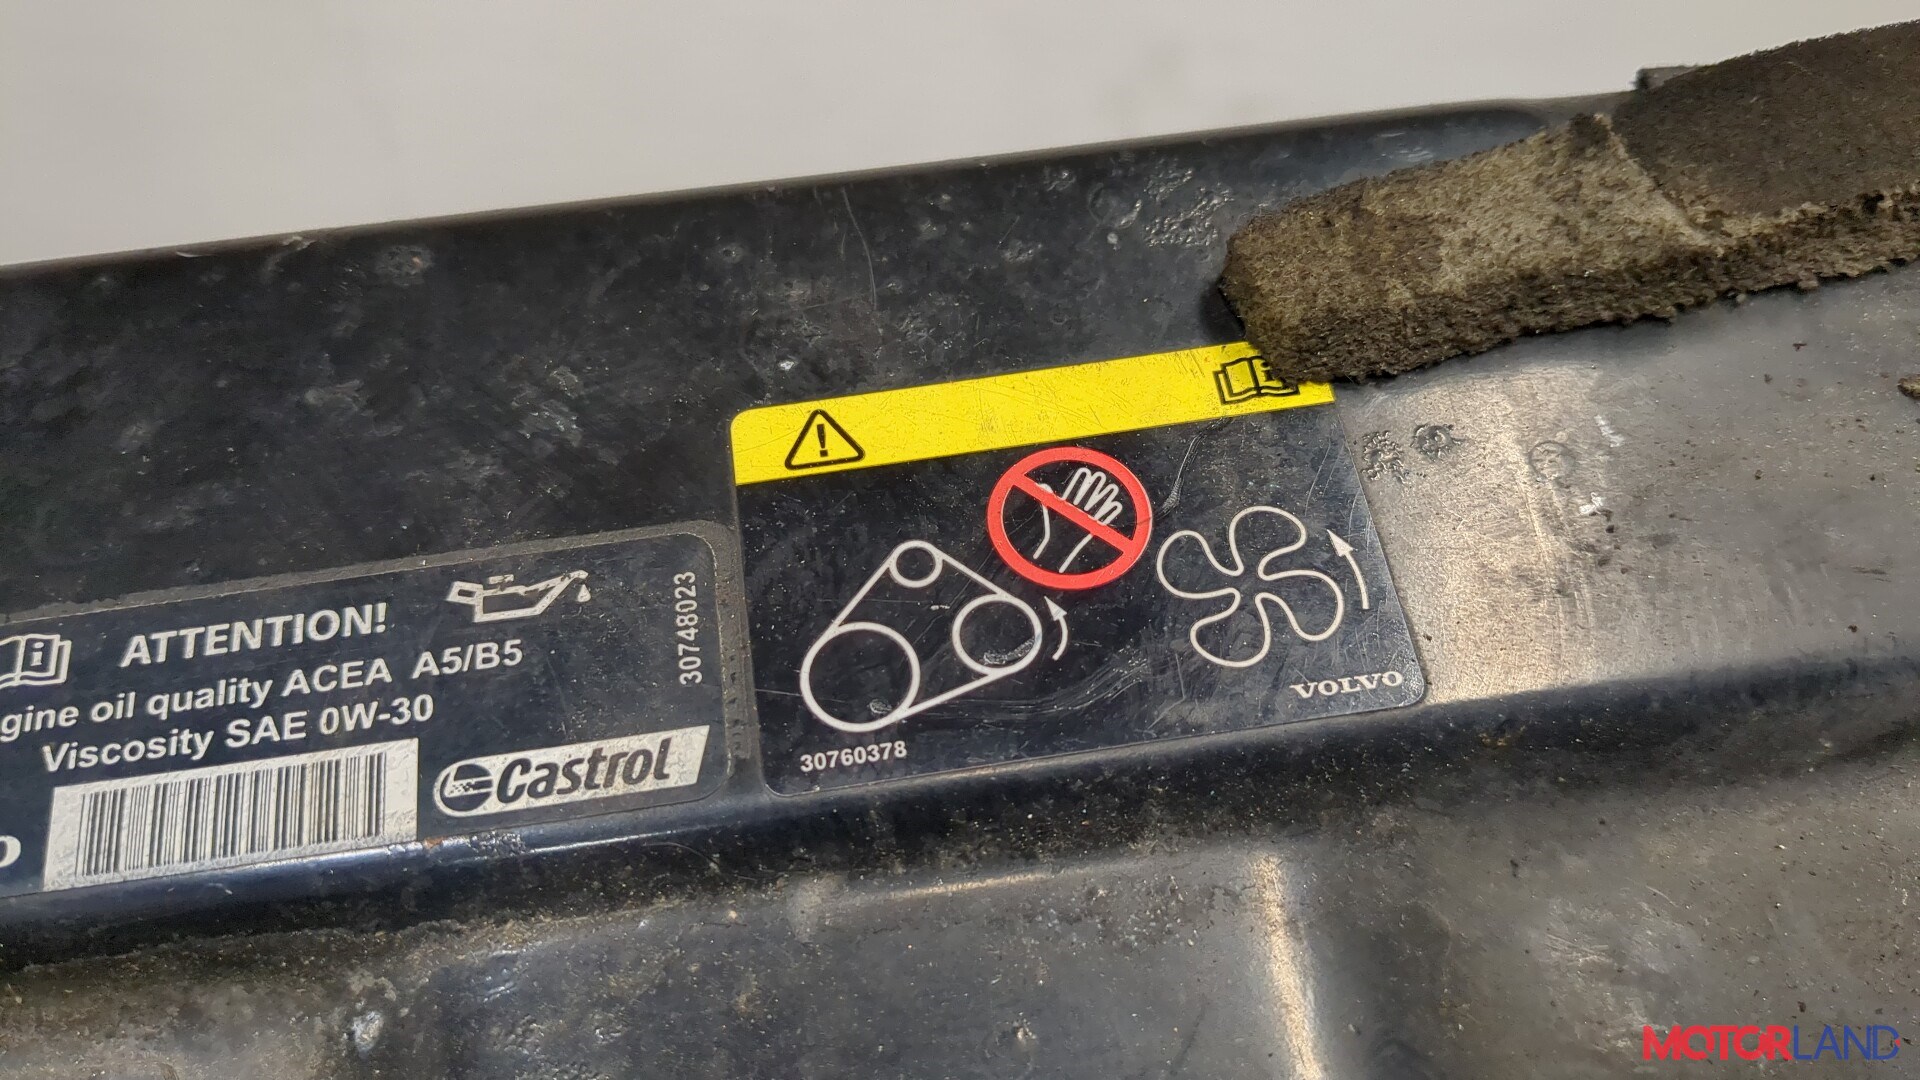 ATTENTION!
gine oil quality ACEA A5/B5
Viscosity SAE 0W-30
Castrol
30748023
VOLVO
30760378
MOTORLAND